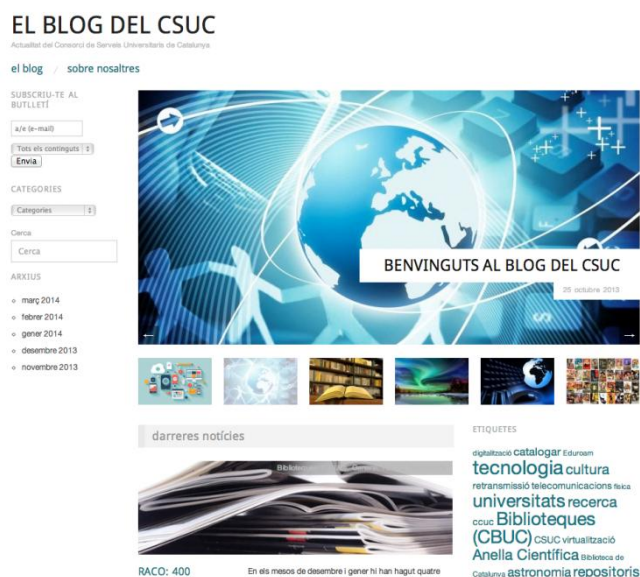 EL BLOG DEL CSUC
Actualitat del Consorci de Serveis Universitaris de Catalunya
el blog / sobre nosaltres
SUBSCRIU-TE AL
BUTLLETÍ
a/e (e-mail)
Tots els continguts
Envia
CATEGORIES
Categories
Cerca
Cerca
ARXIUS
març 2014
febrer 2014
gener 2014
desembre 2013
novembre 2013
BENVINGUTS AL BLOG DEL CSUC
25 octubre 2013
← →
darreres notícies
RACO: 400
En els mesos de desembre i gener hi han hagut quatre
ETIQUETES
digitalització catalogar Eduroam
tecnologia cultura
retransmissió telecomunicacions física
universitats recerca
ccuc Biblioteques
(CBUC) CSUC virtualització
Anella Científica Biblioteca de
Catalunya astronomia repositoris